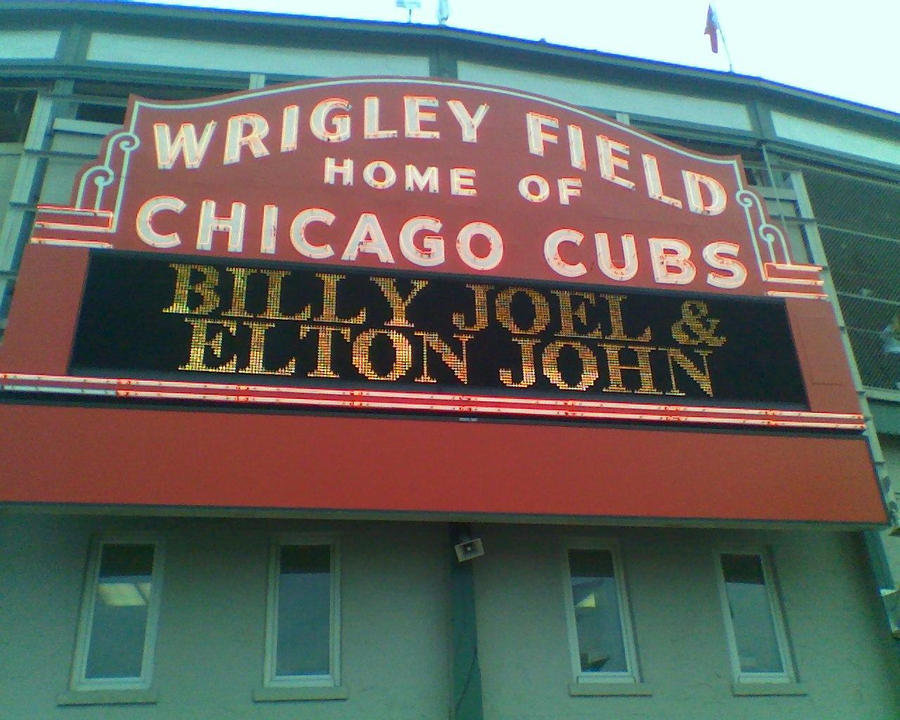 WRIGLEY FIELD
HOME OF
CHICAGO CUBS
BILLY JOEL &
ELTON JOHN